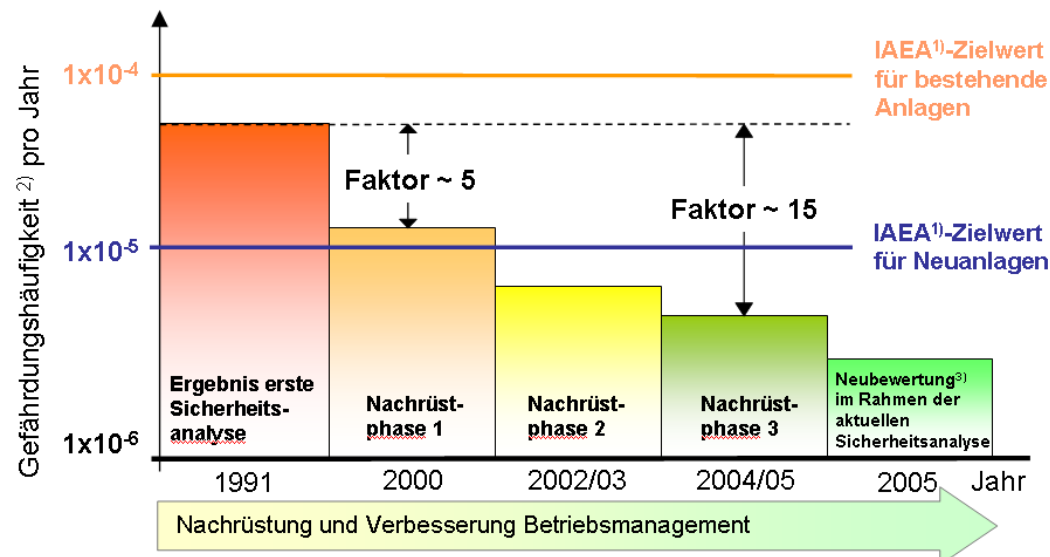 Gefährdungshäufigkeit ²⁾ pro Jahr
1x10⁻⁴
1x10⁻⁵
1x10⁻⁶
IAEA¹⁾-Zielwert
für bestehende
Anlagen
Faktor ~ 5
Faktor ~ 15
IAEA¹⁾-Zielwert
für Neuanlagen
Ergebnis erste
Sicherheits-
analyse
Nachrüst-
phase 1
Nachrüst-
phase 2
Nachrüst-
phase 3
Neubewertung³⁾
im Rahmen der
aktuellen
Sicherheitsanalyse
1991
2000
2002/03
2004/05
2005
Jahr
Nachrüstung und Verbesserung Betriebsmanagement